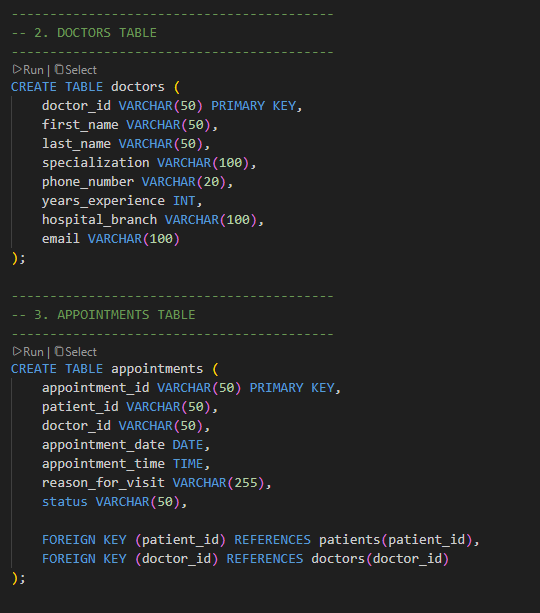 ------------------------------------------
-- 2. DOCTORS TABLE
------------------------------------------
Run | Select
CREATE TABLE doctors (
    doctor_id VARCHAR(50) PRIMARY KEY,
    first_name VARCHAR(50),
    last_name VARCHAR(50),
    specialization VARCHAR(100),
    phone_number VARCHAR(20),
    years_experience INT,
    hospital_branch VARCHAR(100),
    email VARCHAR(100)
);
------------------------------------------
-- 3. APPOINTMENTS TABLE
------------------------------------------
Run | Select
CREATE TABLE appointments (
    appointment_id VARCHAR(50) PRIMARY KEY,
    patient_id VARCHAR(50),
    doctor_id VARCHAR(50),
    appointment_date DATE,
    appointment_time TIME,
    reason_for_visit VARCHAR(255),
    status VARCHAR(50),
    FOREIGN KEY (patient_id) REFERENCES patients(patient_id),
    FOREIGN KEY (doctor_id) REFERENCES doctors(doctor_id)
);